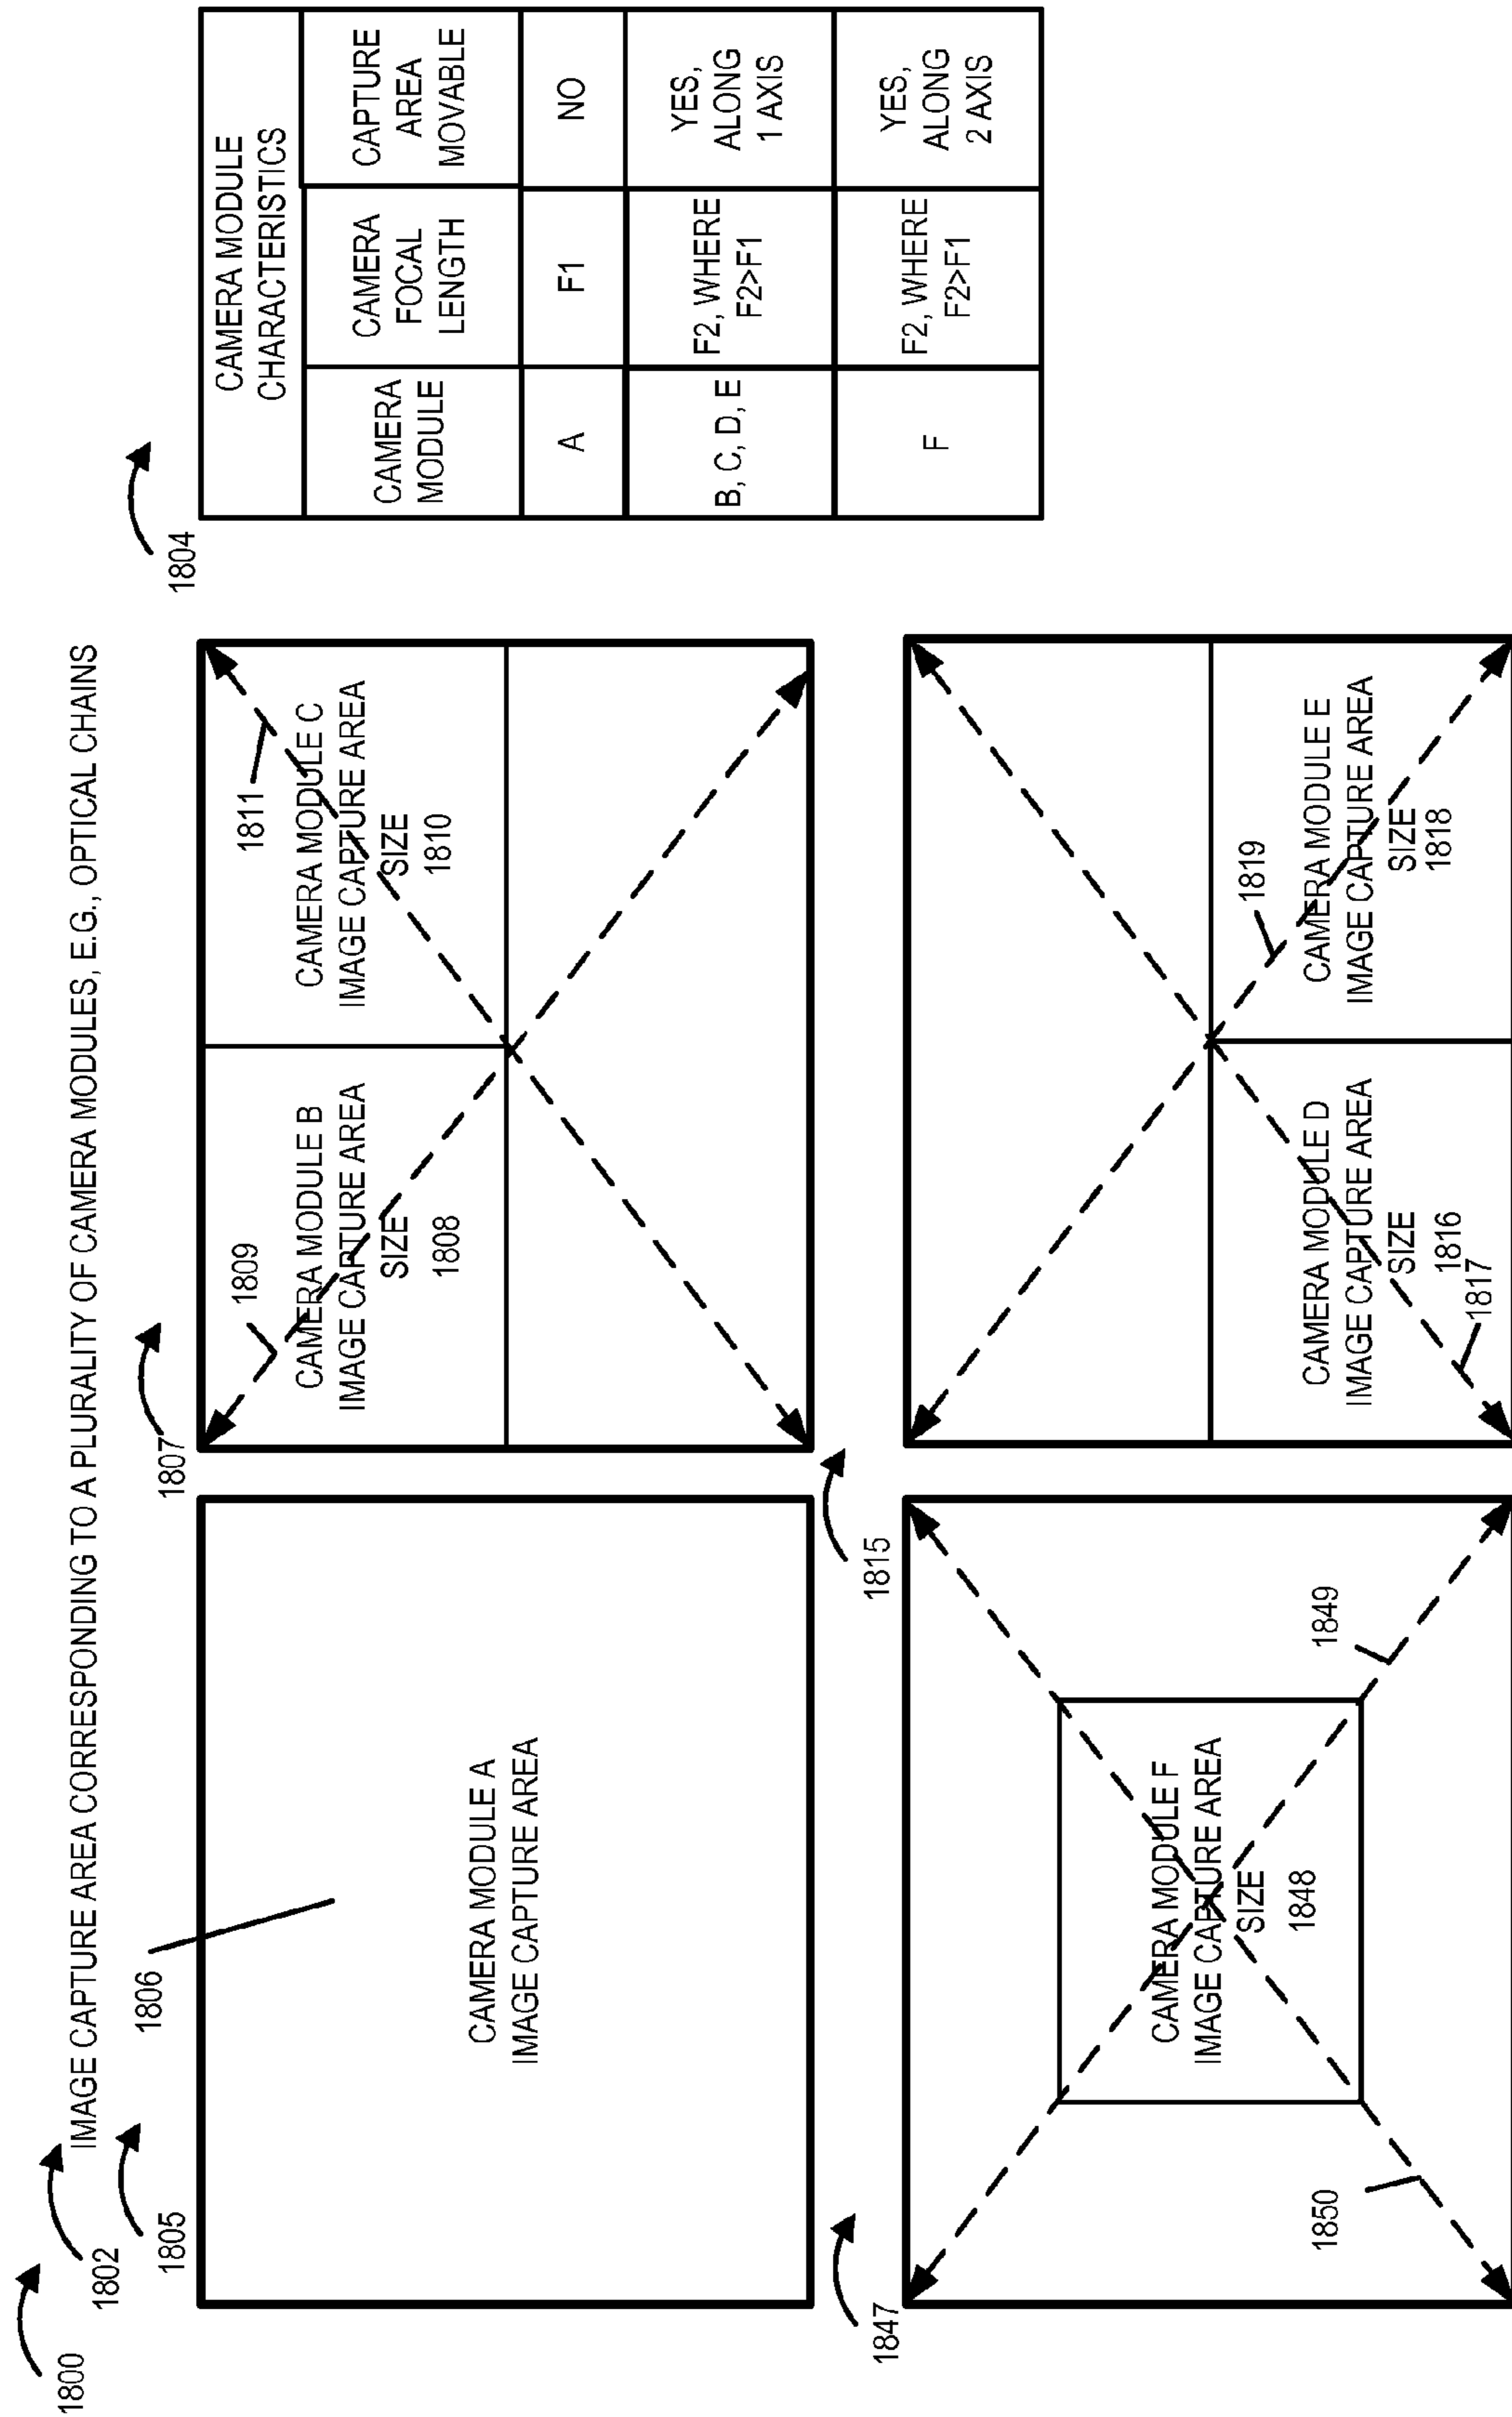 1800
1802
IMAGE CAPTURE AREA CORRESPONDING TO A PLURALITY OF CAMERA MODULES, E.G., OPTICAL CHAINS
1805
1806
CAMERA MODULE A
IMAGE CAPTURE AREA
1807
1809
CAMERA MODULE B
IMAGE CAPTURE AREA
SIZE
1808
1811
CAMERA MODULE C
IMAGE CAPTURE AREA
SIZE
1810
1804
CAMERA MODULE
CHARACTERISTICS
CAMERA
MODULE
CAMERA
FOCAL
LENGTH
CAPTURE
AREA
MOVABLE
A
F1
NO
B, C, D, E
F2, WHERE
F2>F1
YES,
ALONG
1 AXIS
F
F2, WHERE
F2>F1
YES,
ALONG
2 AXIS
1847
CAMERA MODULE F
IMAGE CAPTURE AREA
SIZE
1848
1849
1850
1815
CAMERA MODULE D
IMAGE CAPTURE AREA
SIZE
1816
1817
1819
CAMERA MODULE E
IMAGE CAPTURE AREA
SIZE
1818